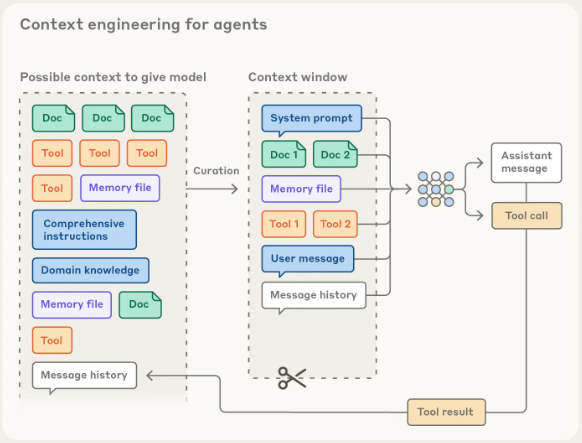 Context engineering for agents
Possible context to give model
Context window
Doc Doc Doc
Tool Tool Tool
Tool Memory file
Comprehensive
instructions
Domain knowledge
Memory file Doc
Tool
Message history
Curation
System prompt
Doc 1 Doc 2
Memory file
Tool 1 Tool 2
User message
Message history
Assistant
message
Tool call
Tool result